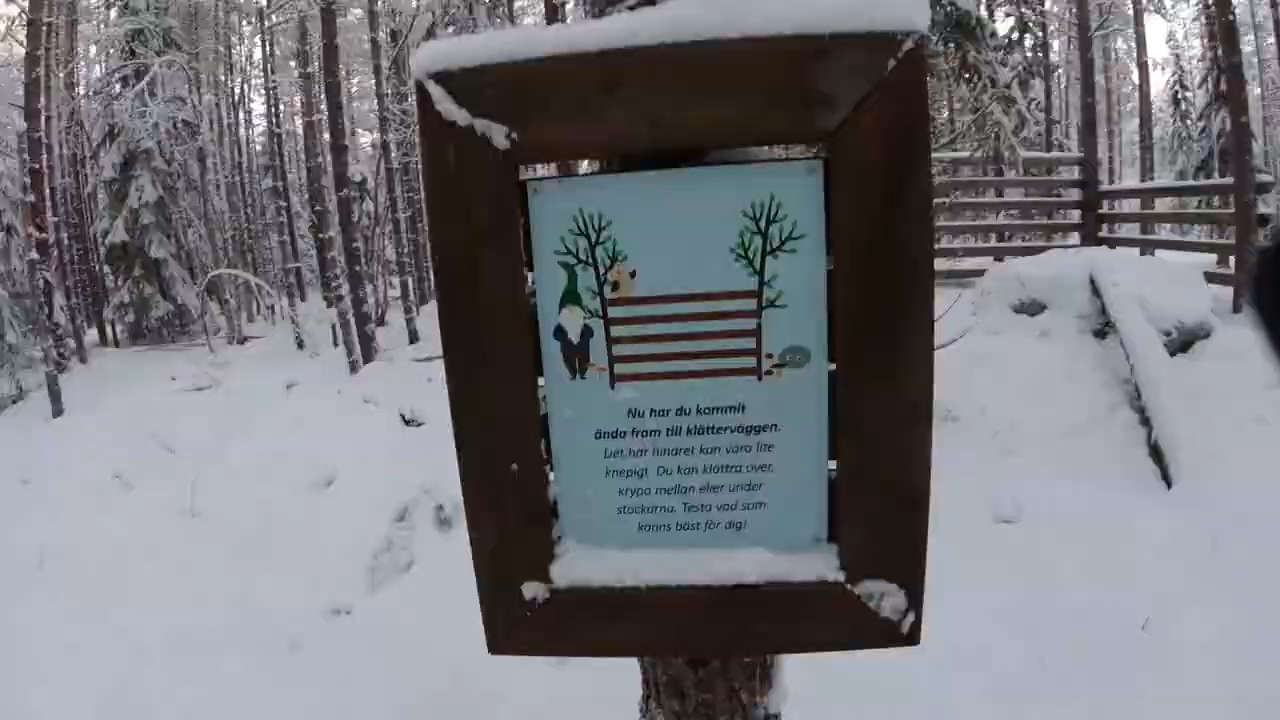 Nu har du kommit
ända fram till klätterväggen.
Det här hindret kan vara lite
knepigt. Du kan klättra över,
krypa mellan eller under
stockarna. Testa vad som
känns bäst för dig!